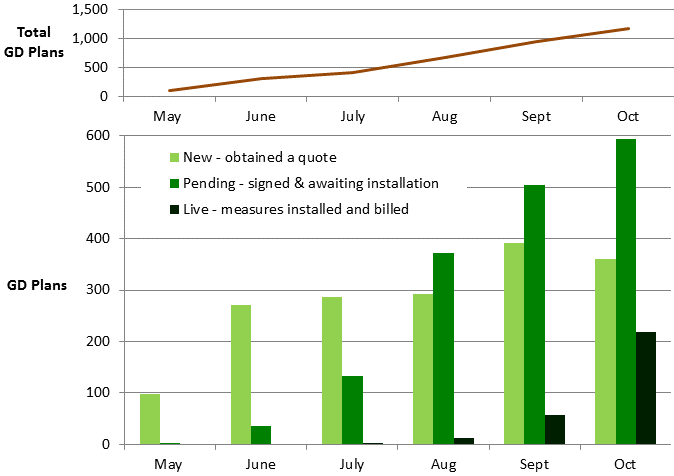 Total
GD Plans
1,500
1,000
500
0
May June July Aug Sept Oct
GD Plans
600
500
400
300
200
100
0
New - obtained a quote
Pending - signed & awaiting installation
Live - measures installed and billed
May June July Aug Sept Oct